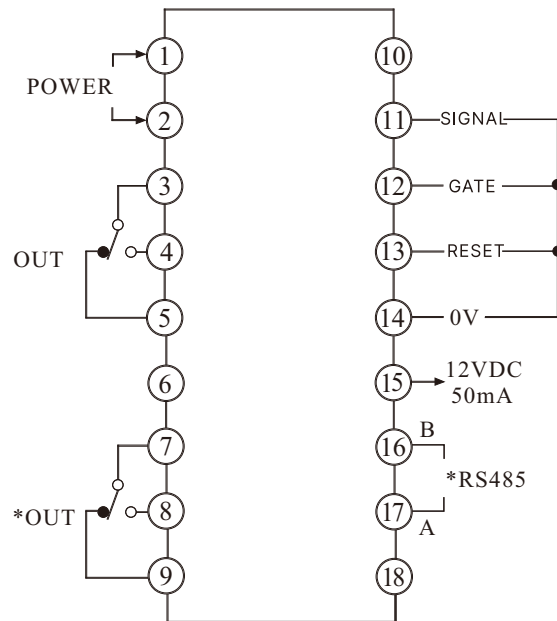 1
10
POWER
2
11 SIGNAL
3
12 GATE
OUT
4
13 RESET
5
14 0V
6
15 12VDC
50mA
7
16 B
*RS485
*OUT
8
17 A
9
18